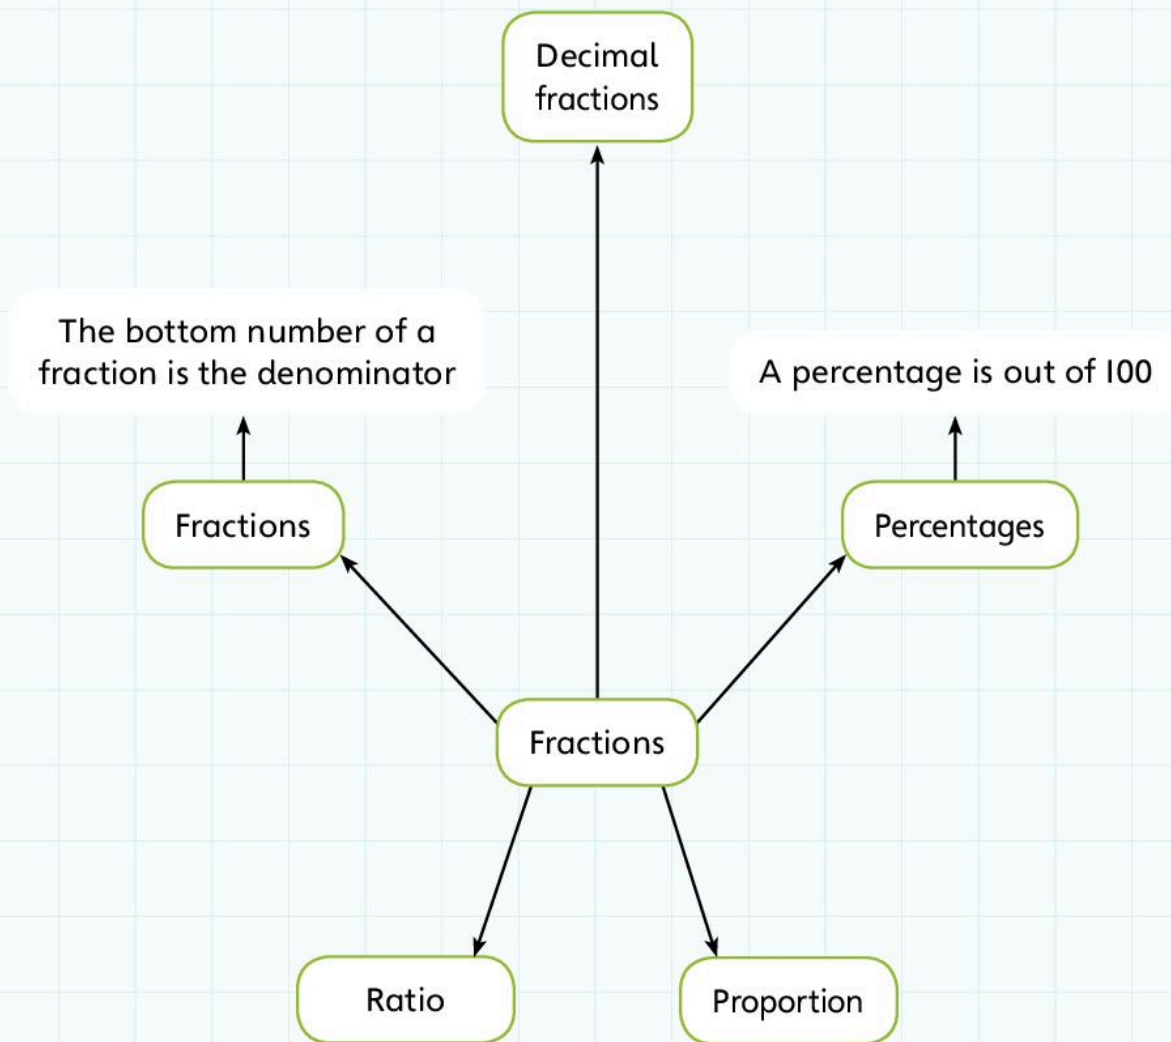 Decimal
fractions
The bottom number of a
fraction is the denominator
A percentage is out of 100
Fractions
Percentages
Fractions
Ratio
Proportion